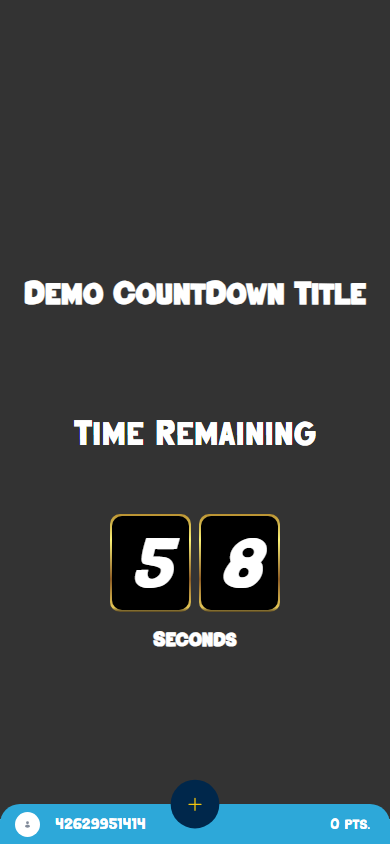 Demo CountDown Title
Time Remaining
5 8
Seconds
+
42629951414
0 pts.